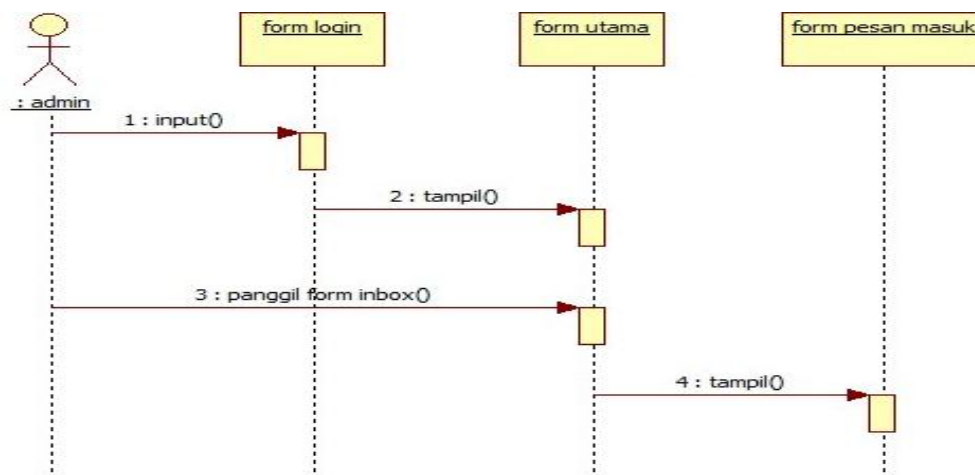 form login
form utama
form pesan masuk
: admin
1 : input()
2 : tampil()
3 : panggil form inbox()
4 : tampil()